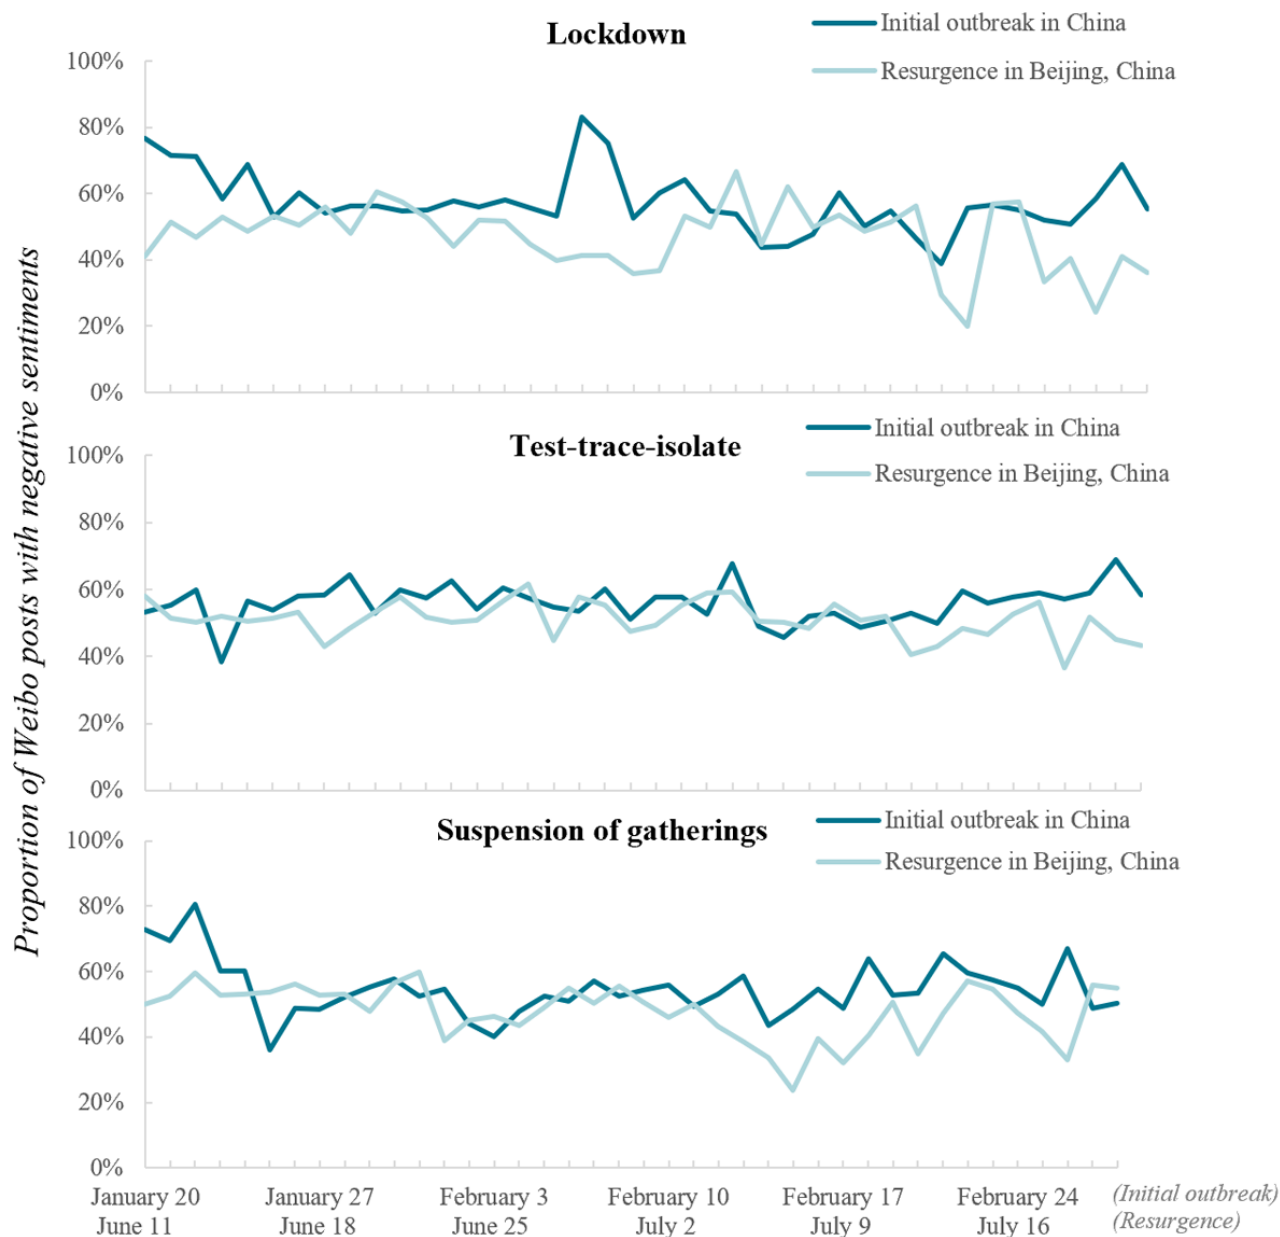 Lockdown
Initial outbreak in China
Resurgence in Beijing, China
100%
80%
60%
40%
20%
0%
Proportion of Weibo posts with negative sentiments
Test-trace-isolate
Initial outbreak in China
Resurgence in Beijing, China
100%
80%
60%
40%
20%
0%
Suspension of gatherings
Initial outbreak in China
Resurgence in Beijing, China
100%
80%
60%
40%
20%
0%
January 20 January 27 February 3 February 10 February 17 February 24 (Initial outbreak)
June 11 June 18 June 25 July 2 July 9 July 16 (Resurgence)